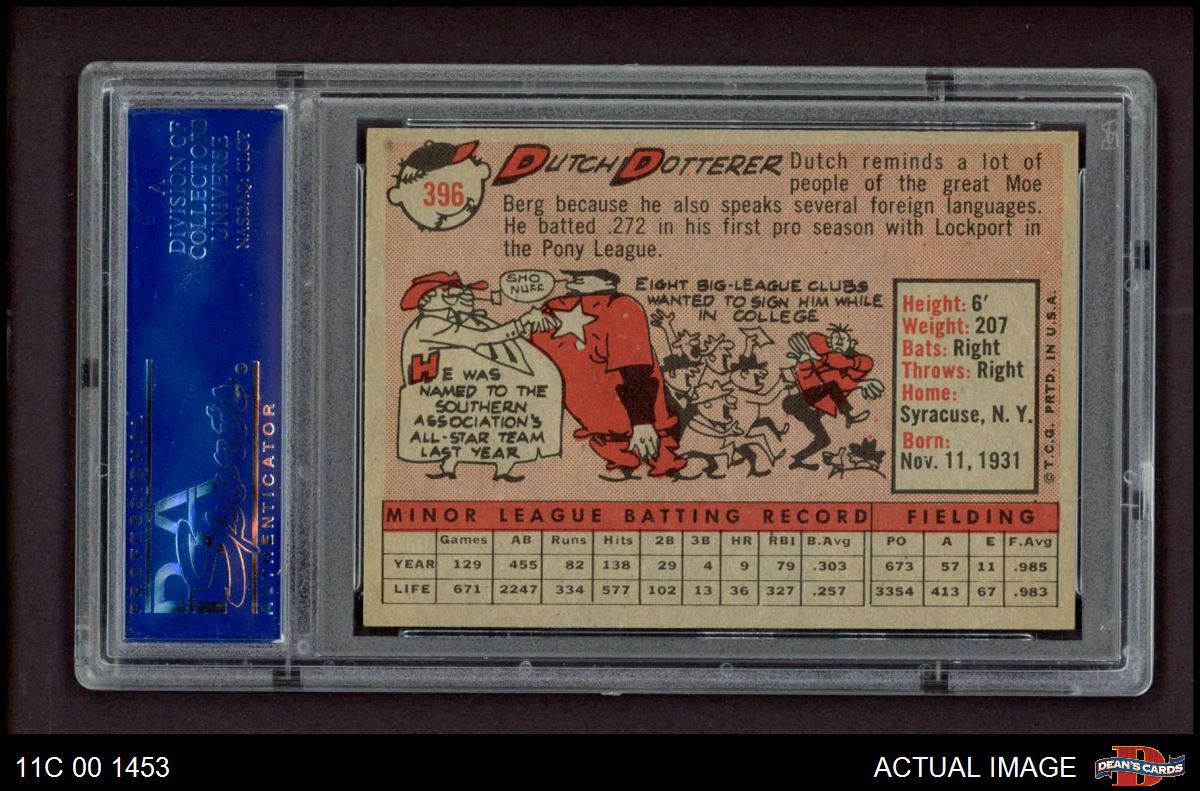 A
DIVISION OF
COLLECTORS
UNIVERSE
NASDAQ: CLCT
PROFESSIONAL
PSA
Sports
AUTHENTICATOR
396
DUTCH DOTTERER
Dutch reminds a lot of
people of the great Moe
Berg because he also speaks several foreign languages.
He batted .272 in his first pro season with Lockport in
the Pony League.
SHO
NUFF
HE WAS
NAMED TO THE
SOUTHERN
ASSOCIATION'S
ALL-STAR TEAM
LAST YEAR
EIGHT BIG-LEAGUE CLUBS
WANTED TO SIGN HIM WHILE
IN COLLEGE
Height: 6'
Weight: 207
Bats: Right
Throws: Right
Home:
Syracuse, N. Y.
Born:
Nov. 11, 1931
© T.C.G. PRTD. IN U.S.A.
MINOR LEAGUE BATTING RECORD FIELDING
Games AB Runs Hits 2B 3B HR RBI B.Avg PO A E F.Avg
YEAR 129 455 82 138 29 4 9 79 .303 673 57 11 .985
LIFE 671 2247 334 577 102 13 36 327 .257 3354 413 67 .983
11C 00 1453
ACTUAL IMAGE
D
DEAN'S CARDS